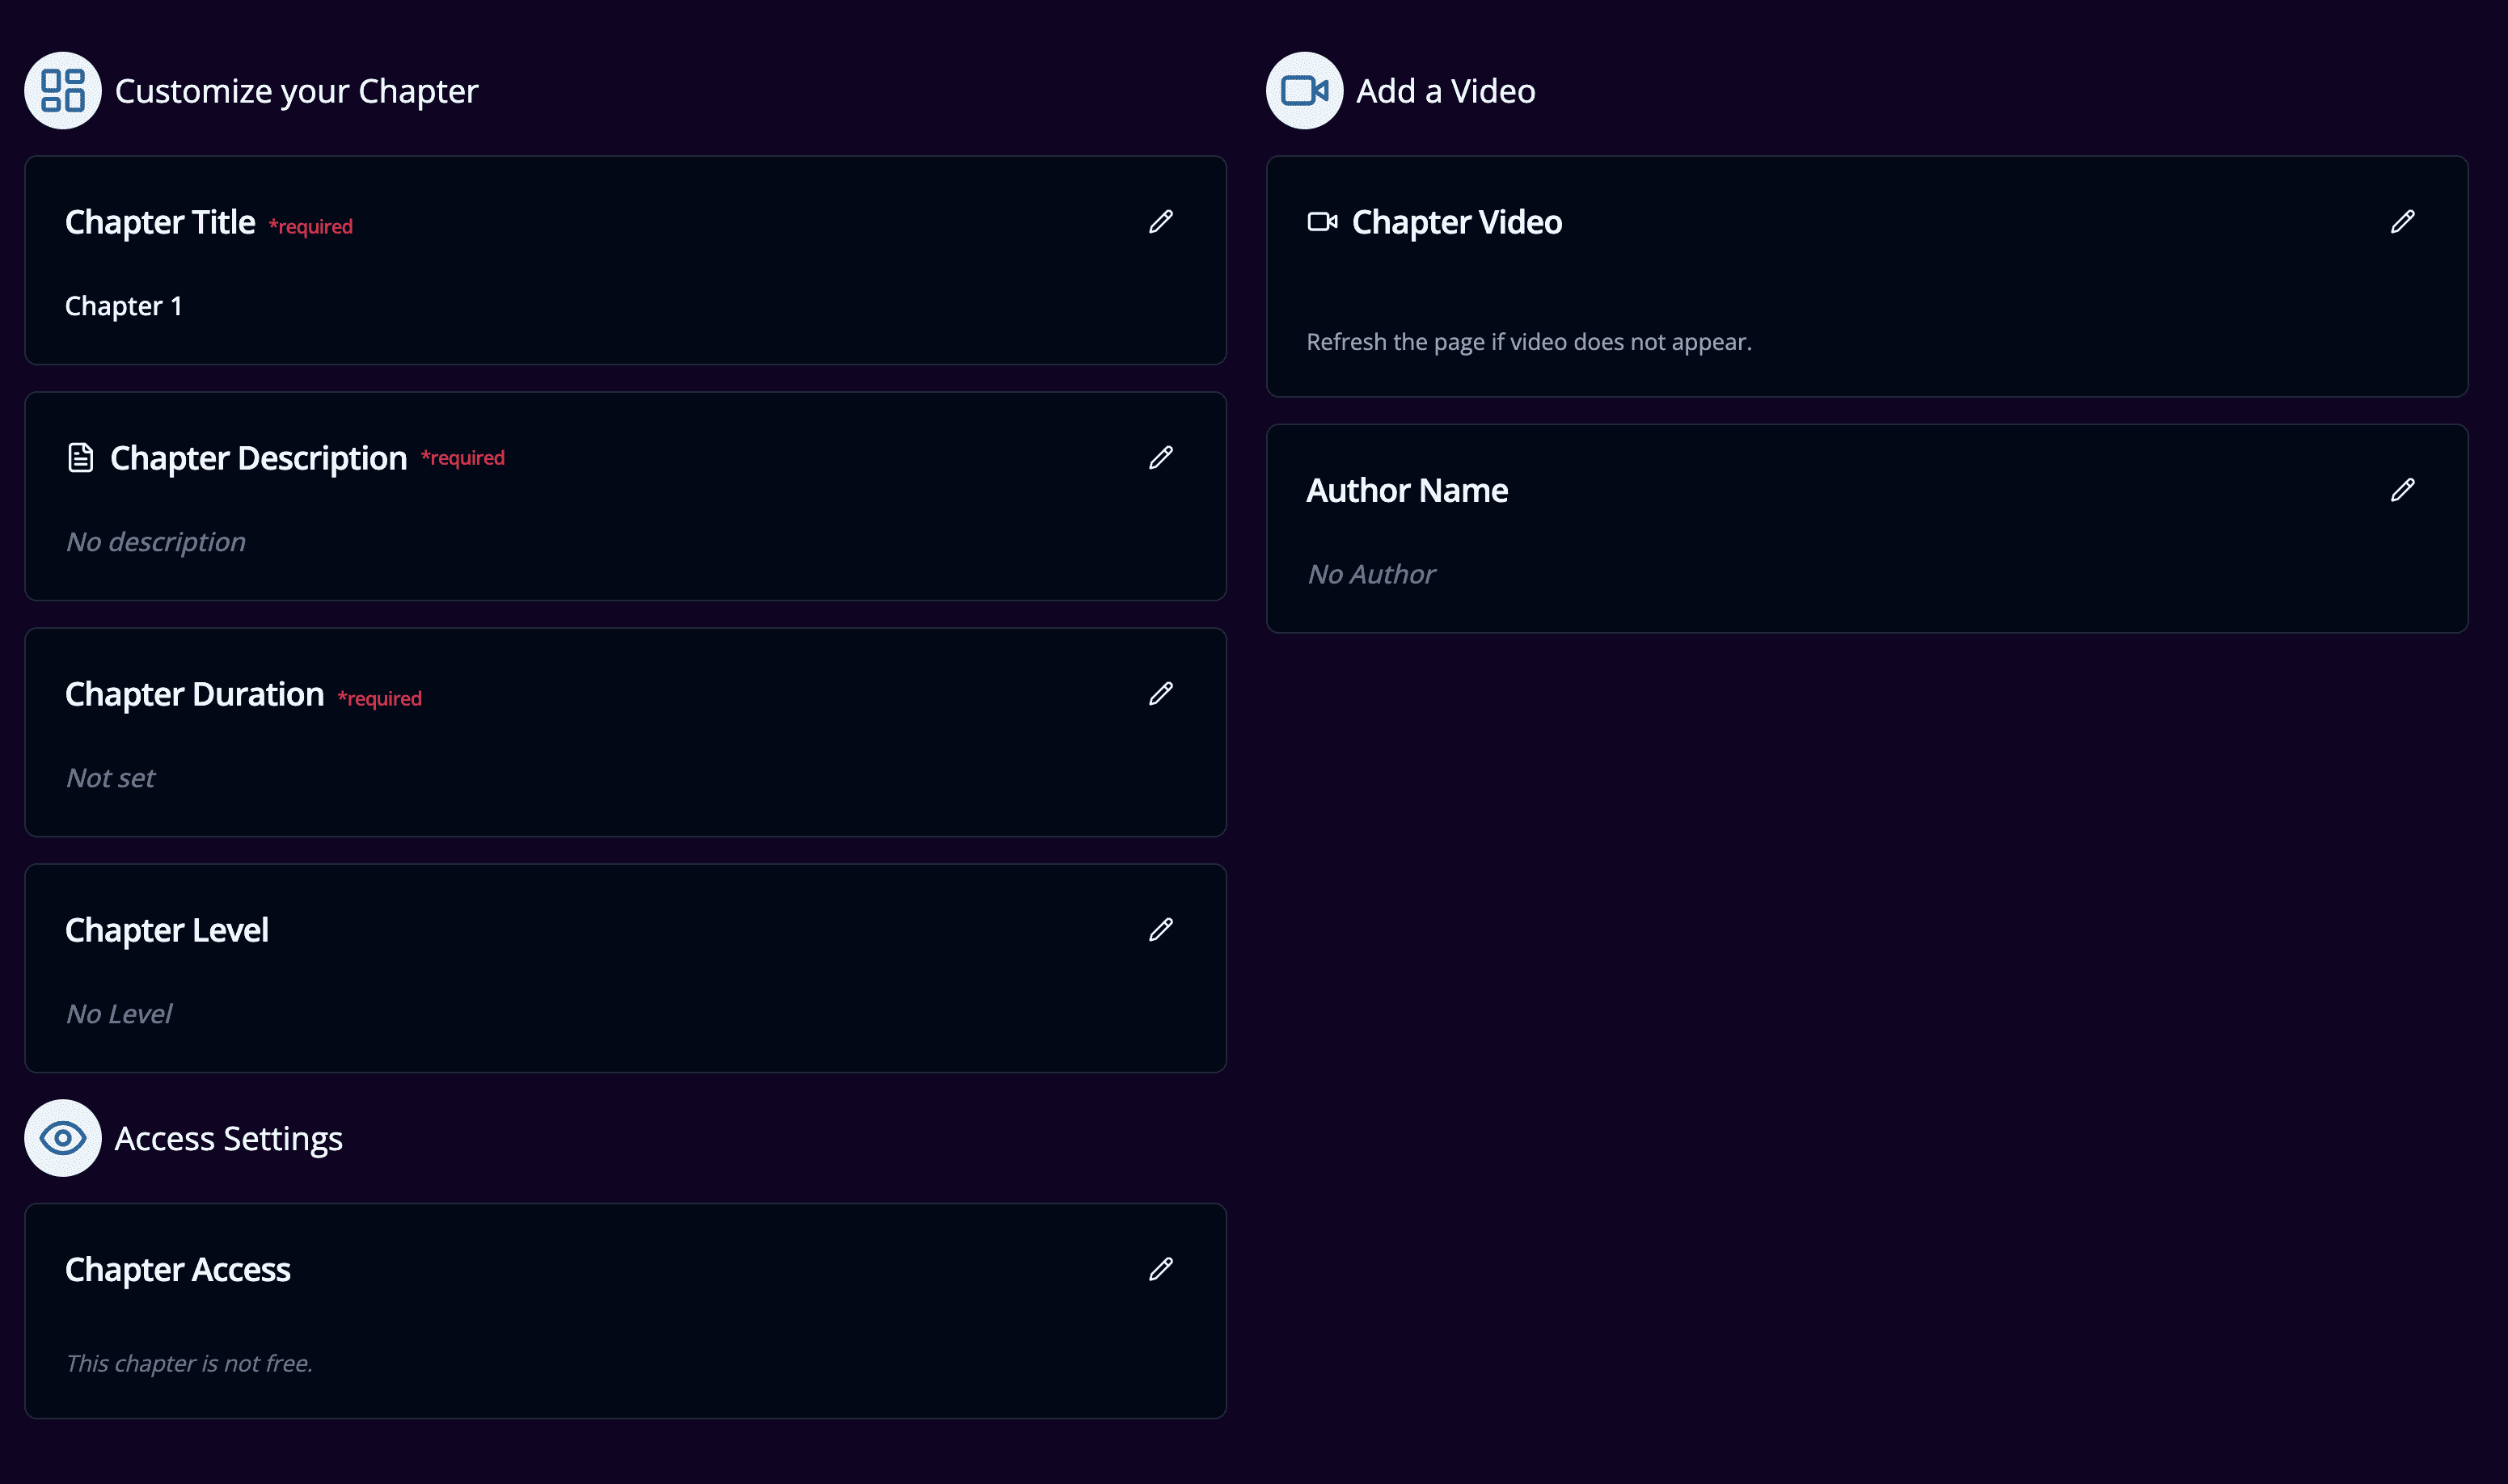 Customize your Chapter
Chapter Title *required
Chapter 1
Chapter Description *required
No description
Chapter Duration *required
Not set
Chapter Level
No Level
Access Settings
Chapter Access
This chapter is not free.
Add a Video
Chapter Video
Refresh the page if video does not appear.
Author Name
No Author